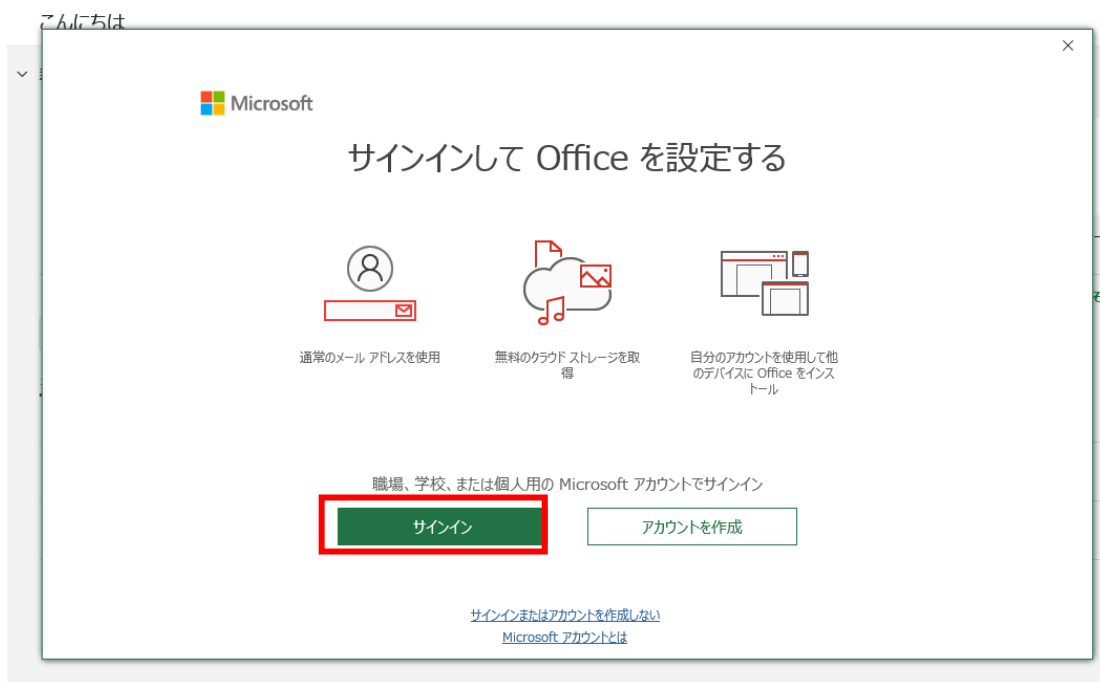 こんにちは
Microsoft
サインインして Office を設定する
通常のメール アドレスを使用
無料のクラウド ストレージを取
得
自分のアカウントを使用して他
のデバイスに Office をインス
トール
職場、学校、または個人用の Microsoft アカウントでサインイン
サインイン
アカウントを作成
サインインまたはアカウントを作成しない
Microsoft アカウントとは